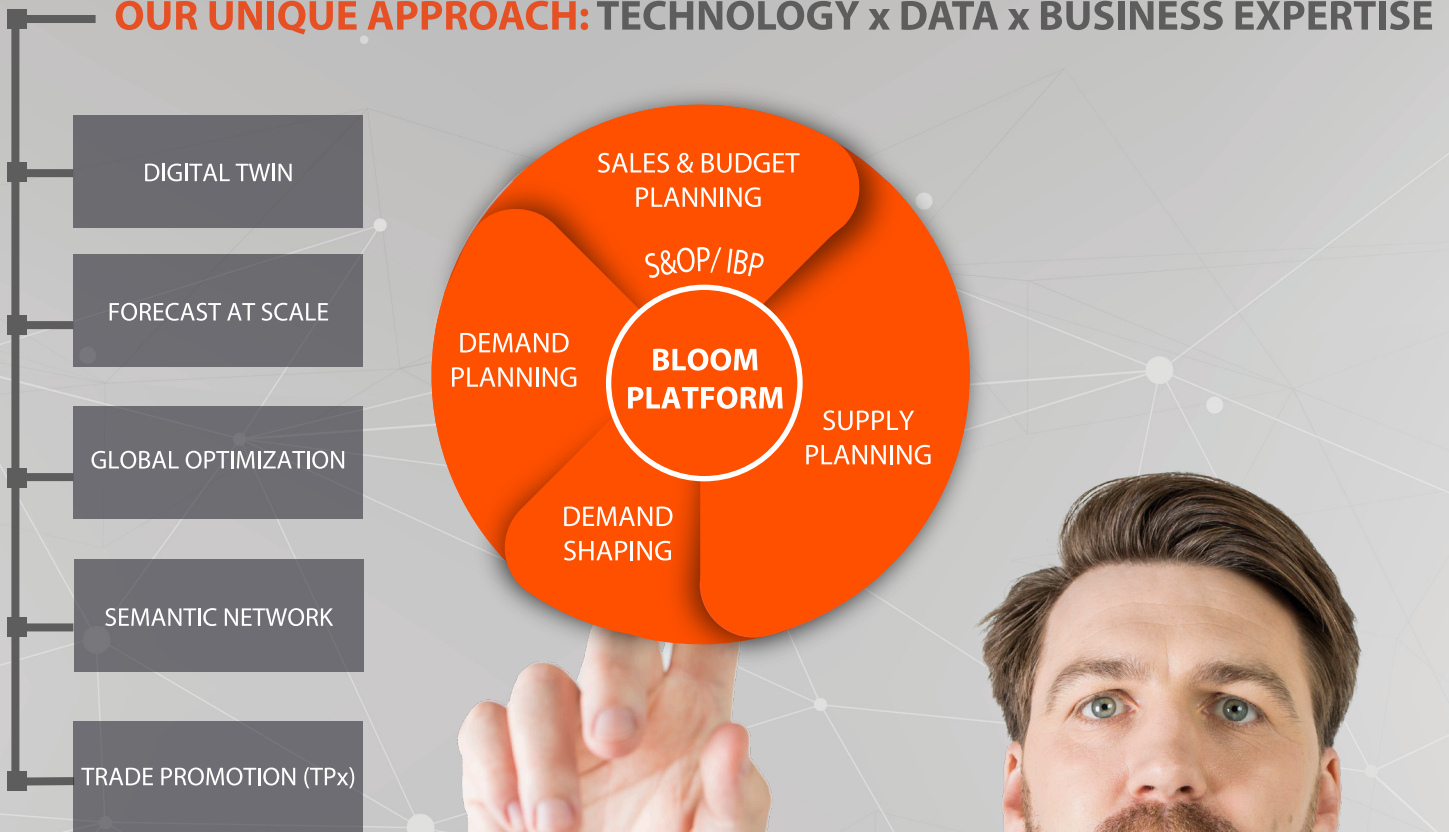 OUR UNIQUE APPROACH: TECHNOLOGY x DATA x BUSINESS EXPERTISE
DIGITAL TWIN
FORECAST AT SCALE
GLOBAL OPTIMIZATION
SEMANTIC NETWORK
TRADE PROMOTION (TPx)
SALES & BUDGET
PLANNING
S&OP/ IBP
DEMAND
PLANNING
BLOOM
PLATFORM
SUPPLY
PLANNING
DEMAND
SHAPING